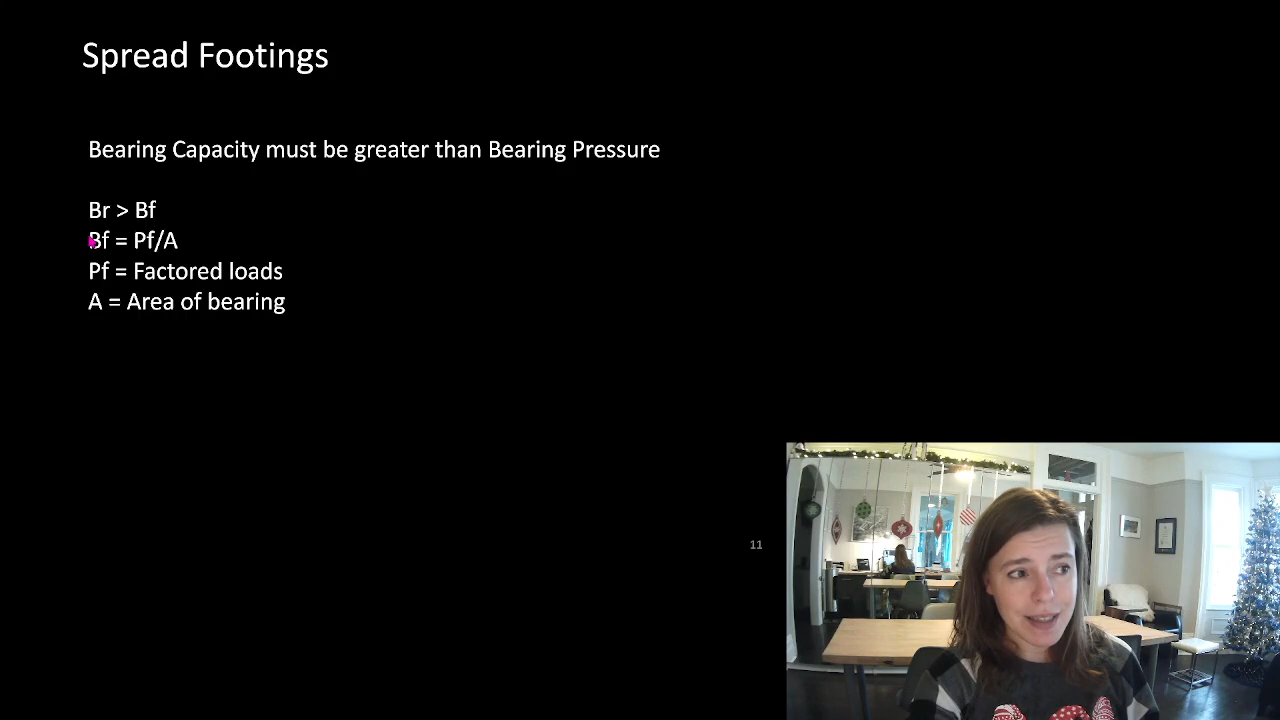 Spread Footings
Bearing Capacity must be greater than Bearing Pressure
Br > Bf
Bf = Pf/A
Pf = Factored loads
A = Area of bearing
11